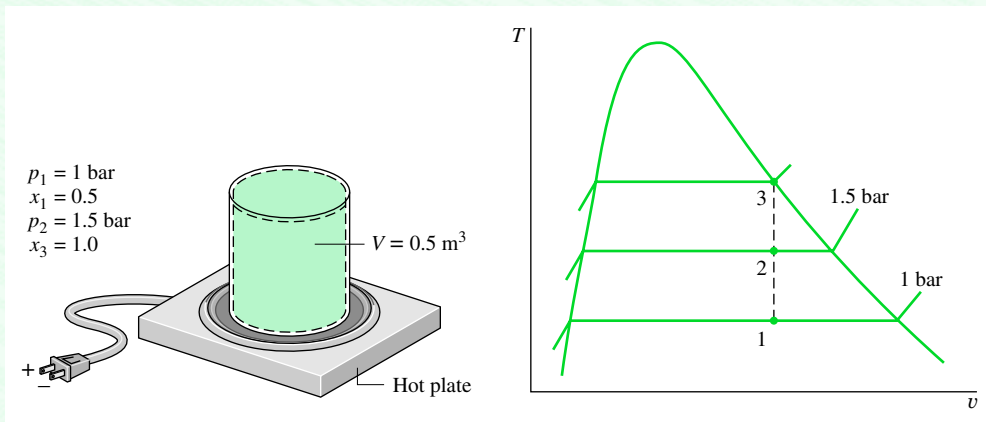 p₁ = 1 bar
x₁ = 0.5
p₂ = 1.5 bar
x₃ = 1.0
V = 0.5 m³
Hot plate
+
−
T
3
1.5 bar
2
1 bar
1
v